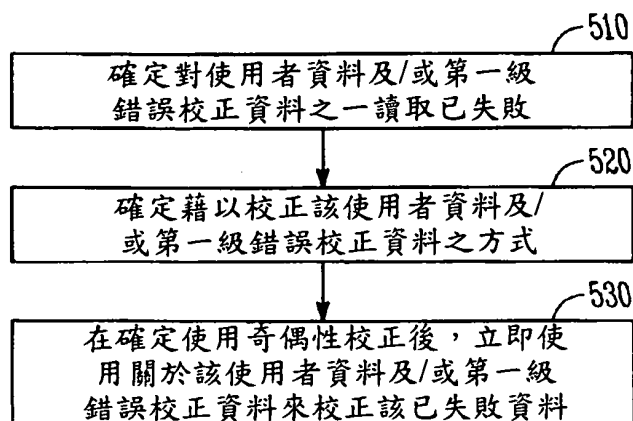 510
確定對使用者資料及/或第一級
錯誤校正資料之一讀取已失敗
520
確定藉以校正該使用者資料及/
或第一級錯誤校正資料之方式
530
在確定使用奇偶性校正後，立即使
用關於該使用者資料及/或第一級
錯誤校正資料來校正該已失敗資料